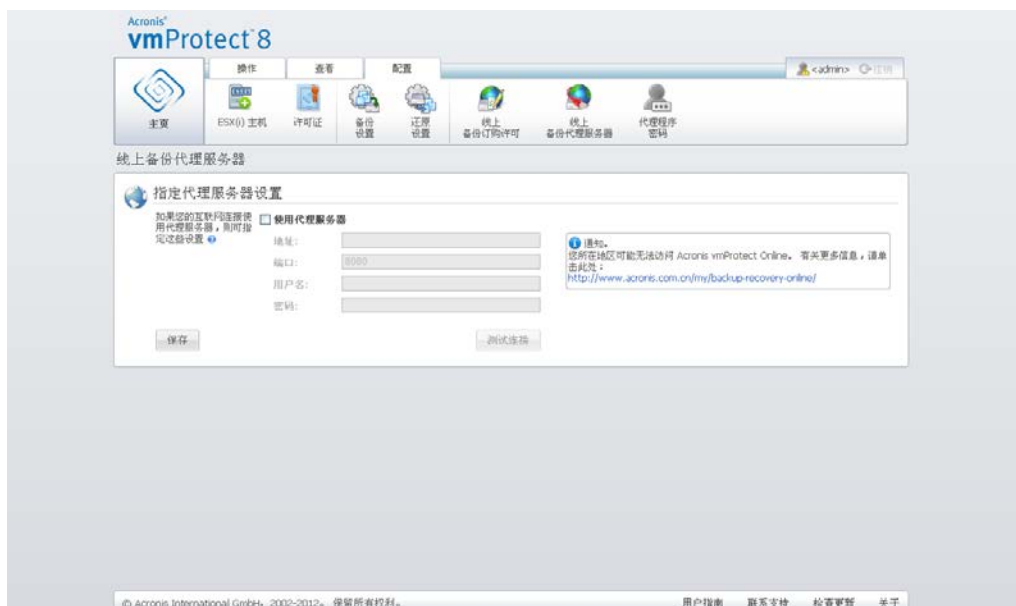 Acronis®
vmProtect™8
操作 查看 配置
<admin> 注销
主页
ESX(i) 主机
许可证
备份
设置
还原
设置
线上
备份订购许可
线上
备份代理服务器
代理程序
密码
线上备份代理服务器
指定代理服务器设置
如果您的互联网连接使
用代理服务器，则可指
定这些设置
使用代理服务器
地址:
端口: 8080
用户名:
密码:
通知。
您所在地区可能无法访问 Acronis vmProtect Online。 有关更多信息，请单
击此处：
http://www.acronis.com.cn/my/backup-recovery-online/
保存
测试连接
© Acronis International GmbH, 2002-2012。 保留所有权利。
用户指南 联系支持 检查更新 关于